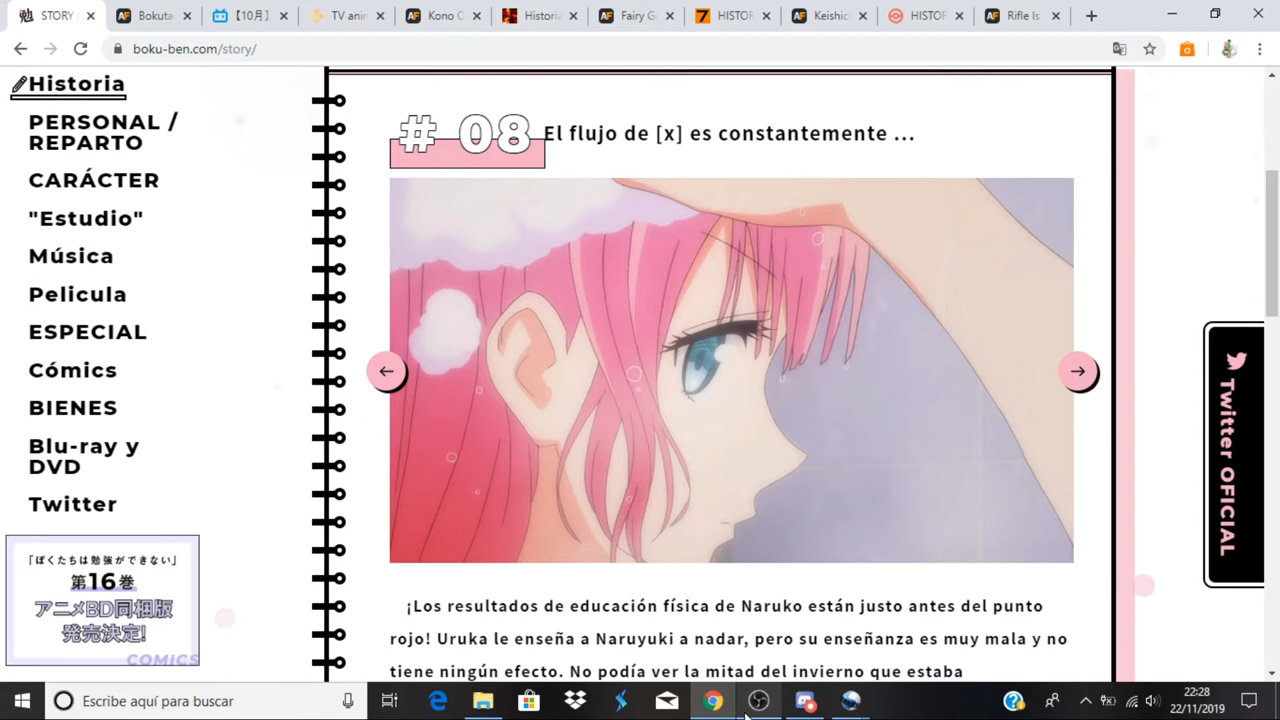 STORY
Bokuta
【10月】
TV anim
Kono O
Historia
Fairy G
HISTOR
Keishic
HISTOR
Rifle Is
boku-ben.com/story/
Historia
PERSONAL /
REPARTO
CARÁCTER
"Estudio"
Música
Pelicula
ESPECIAL
Cómics
BIENES
Blu-ray y
DVD
Twitter
「ぼくたちは勉強ができない」
第16巻
アニメBD同梱版
発売決定!
COMICS
# 08 El flujo de [x] es constantemente ...
¡Los resultados de educación física de Naruko están justo antes del punto
rojo! Uruka le enseña a Naruyuki a nadar, pero su enseñanza es muy mala y no
tiene ningún efecto. No podía ver la mitad del invierno que estaba
Twitter OFICIAL
Escribe aquí para buscar
22:28
22/11/2019